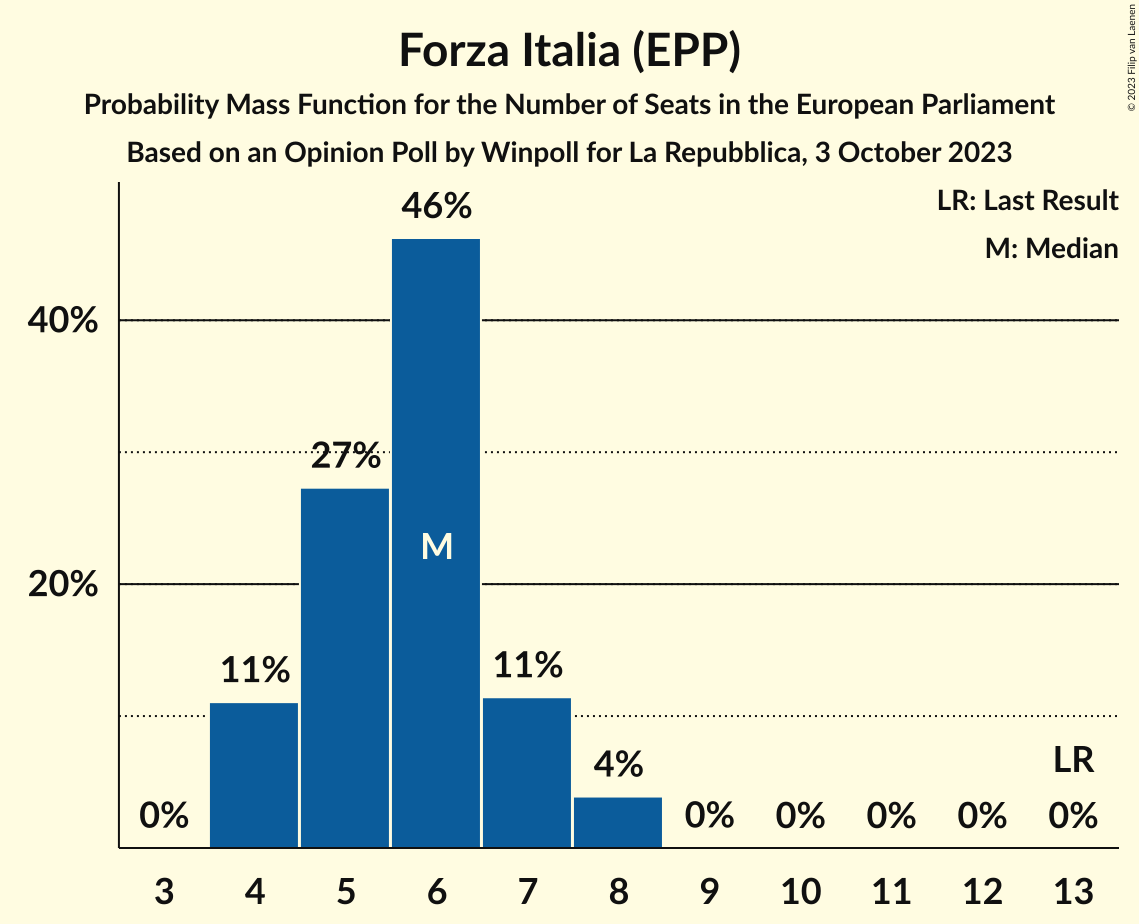 Forza Italia (EPP)
Probability Mass Function for the Number of Seats in the European Parliament
Based on an Opinion Poll by Winpoll for La Repubblica, 3 October 2023
© 2023 Filip van Laenen
LR: Last Result
M: Median
46%
40%
27%
M
20%
11%
11%
4%
LR
0%
0%
0%
0%
0%
0%
3 4 5 6 7 8 9 10 11 12 13